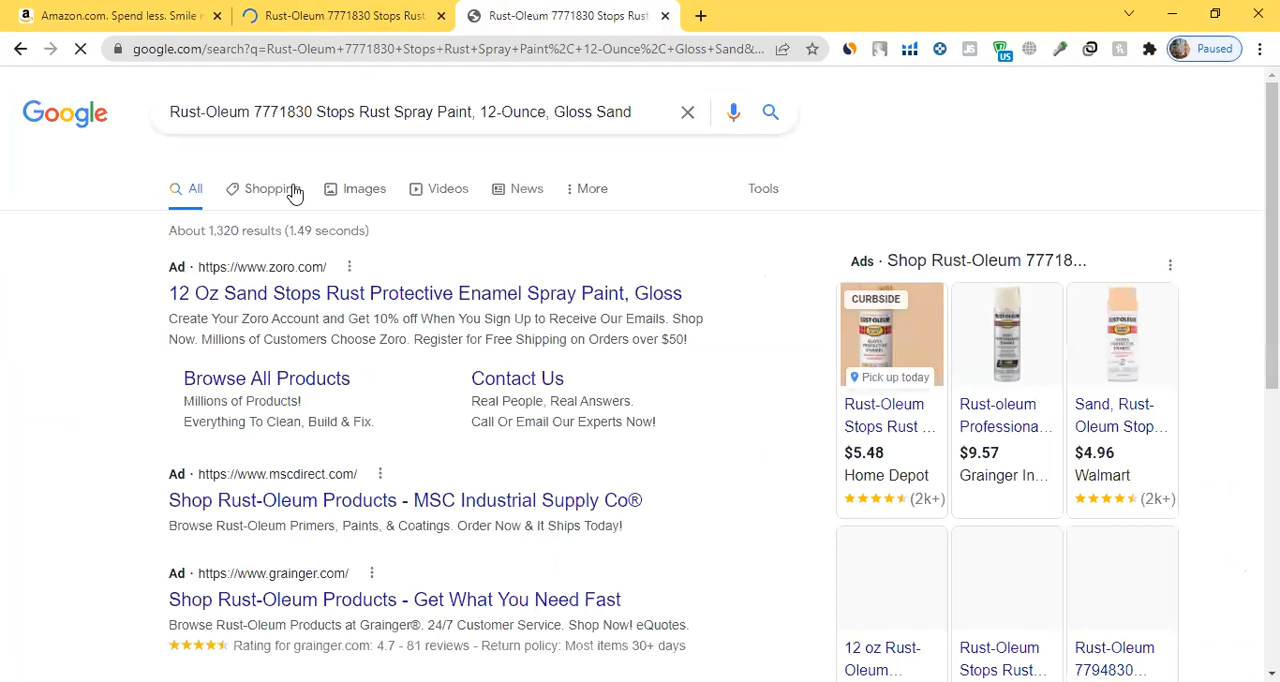 Amazon.com. Spend less. Smile
Rust-Oleum 7771830 Stops Rust
Rust-Oleum 7771830 Stops Rust
google.com/search?q=Rust-Oleum+7771830+Stops+Rust+Spray+Paint%2C+12-Ounce%2C+Gloss+Sand&...
US
Paused
Google
Rust-Oleum 7771830 Stops Rust Spray Paint, 12-Ounce, Gloss Sand
All
Shopping
Images
Videos
News
More
Tools
About 1,320 results (1.49 seconds)
Ad · https://www.zoro.com/
12 Oz Sand Stops Rust Protective Enamel Spray Paint, Gloss
Create Your Zoro Account and Get 10% off When You Sign Up to Receive Our Emails. Shop
Now. Millions of Customers Choose Zoro. Register for Free Shipping on Orders over $50!
Browse All Products
Millions of Products!
Everything To Clean, Build & Fix.
Contact Us
Real People, Real Answers.
Call Or Email Our Experts Now!
Ad · https://www.mscdirect.com/
Shop Rust-Oleum Products - MSC Industrial Supply Co®
Browse Rust-Oleum Primers, Paints, & Coatings. Order Now & It Ships Today!
Ad · https://www.grainger.com/
Shop Rust-Oleum Products - Get What You Need Fast
Browse Rust-Oleum Products at Grainger®. 24/7 Customer Service. Shop Now! eQuotes.
Rating for grainger.com: 4.7 - 81 reviews - Return policy: Most items 30+ days
Ads · Shop Rust-Oleum 77718...
CURBSIDE
RUST-OLEUM
Pick up today
Rust-Oleum
Stops Rust ...
$5.48
Home Depot
(2k+)
RUST-OLEUM
Rust-oleum
Professiona...
$9.57
Grainger In...
RUST-OLEUM
Sand, Rust-
Oleum Stop...
$4.96
Walmart
(2k+)
12 oz Rust-
Oleum...
Rust-Oleum
Stops Rust...
Rust-Oleum
7794830...